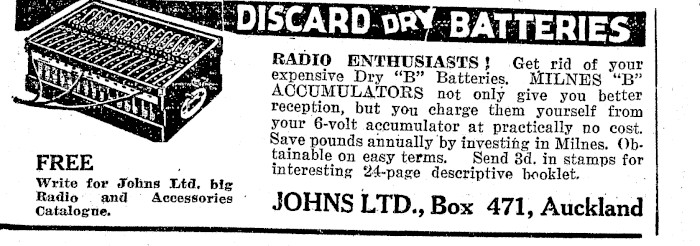 DISCARD DRY BATTERIES
RADIO ENTHUSIASTS! Get rid of your
expensive Dry "B" Batteries. MILNES "B"
ACCUMULATORS not only give you better
reception, but you charge them yourself from
your 6-volt accumulator at practically no cost.
Save pounds annually by investing in Milnes. Ob-
tainable on easy terms. Send 3d. in stamps for
interesting 24-page descriptive booklet.
JOHNS LTD., Box 471, Auckland
FREE
Write for Johns Ltd. big
Radio and Accessories
Catalogue.